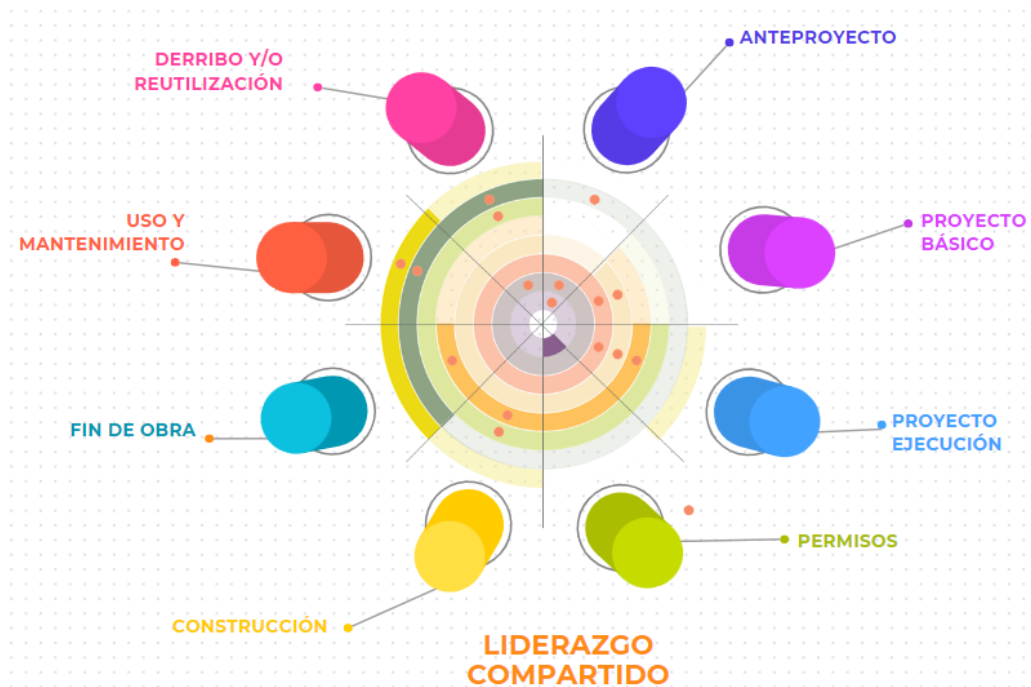 ANTEPROYECTO
DERRIBO Y/O
REUTILIZACIÓN
USO Y
MANTENIMIENTO
PROYECTO
BÁSICO
FIN DE OBRA
PROYECTO
EJECUCIÓN
PERMISOS
CONSTRUCCIÓN
LIDERAZGO
COMPARTIDO